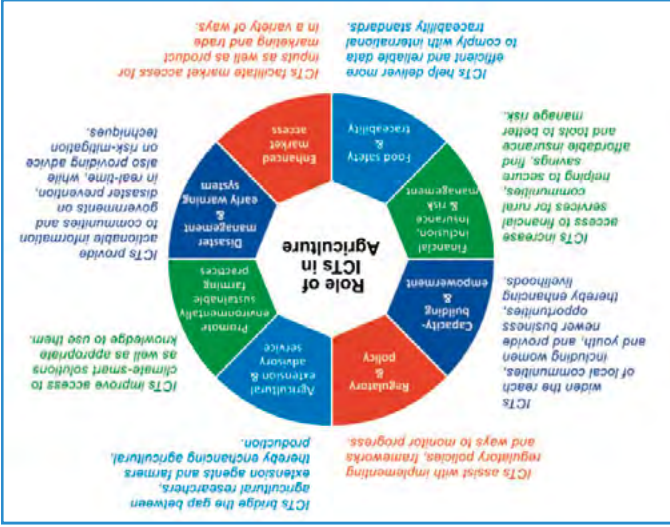 ICTs assist with implementing
regulatory policies, frameworks
and ways to monitor progress.
ICTs bridge the gap between
agricultural researchers,
extension agents and farmers
thereby enchancing agricultural,
production.
ICTs
widen the reach
of local communities,
including women
and youth, and provide
newer business
opportunities,
thereby enhancing
livelihoods.
ICTs improve access to
climate-smart solutions
as well as appropriate
knowledge to use them.
Regulatory
&
policy
Agricultural
extension &
advisory
service
Capacity-
building
&
empowerment
Promote
environmentally
sustainable
farming
practices
Role of
ICTs in
Agriculture
Financial
inclusion,
insurance
& risk
management
Disaster
management
&
early warning
system
Food safety
&
traceability
Enhanced
market
access
ICTs increase
access to financial
services for rural
communities,
helping to secure
savings, find
affordable insurance
and tools to better
manage risk.
ICTs provide
actionable information
to communities and
governments on
disaster prevention,
in real-time, while
also providing advice
on risk-mitigation
techniques.
ICTs help deliver more
efficient and reliable data
to comply with international
traceability standards.
ICTs facilitate market access for
inputs as well as product
marketing and trade
in a variety of ways.